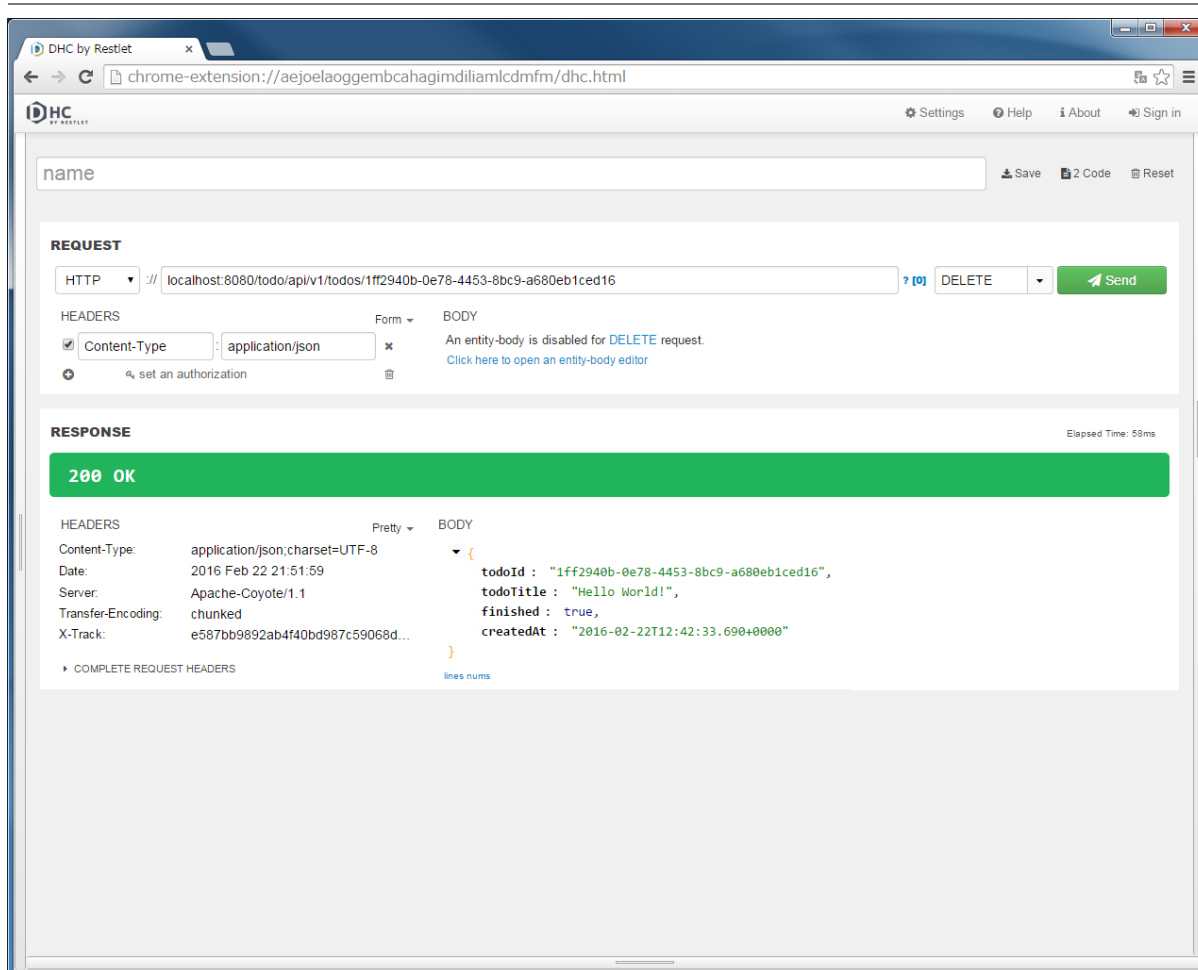 DHC by Restlet
chrome-extension://aejoelaoggembcahagimdiliamlcdmfm/dhc.html
DHC
BY RESTLET
Settings
Help
About
Sign in
name
Save
2 Code
Reset
REQUEST
HTTP
://
localhost:8080/todo/api/v1/todos/1ff2940b-0e78-4453-8bc9-a680eb1ced16
? [0]
DELETE
Send
HEADERS
Form
BODY
Content-Type
:
application/json
An entity-body is disabled for DELETE request.
Click here to open an entity-body editor
set an authorization
RESPONSE
Elapsed Time: 58ms
200 OK
HEADERS
Pretty
Content-Type: application/json;charset=UTF-8
Date: 2016 Feb 22 21:51:59
Server: Apache-Coyote/1.1
Transfer-Encoding: chunked
X-Track: e587bb9892ab4f40bd987c59068d...
COMPLETE REQUEST HEADERS
BODY
{
todoId : "1ff2940b-0e78-4453-8bc9-a680eb1ced16",
todoTitle : "Hello World!",
finished : true,
createdAt : "2016-02-22T12:42:33.690+0000"
}
lines nums